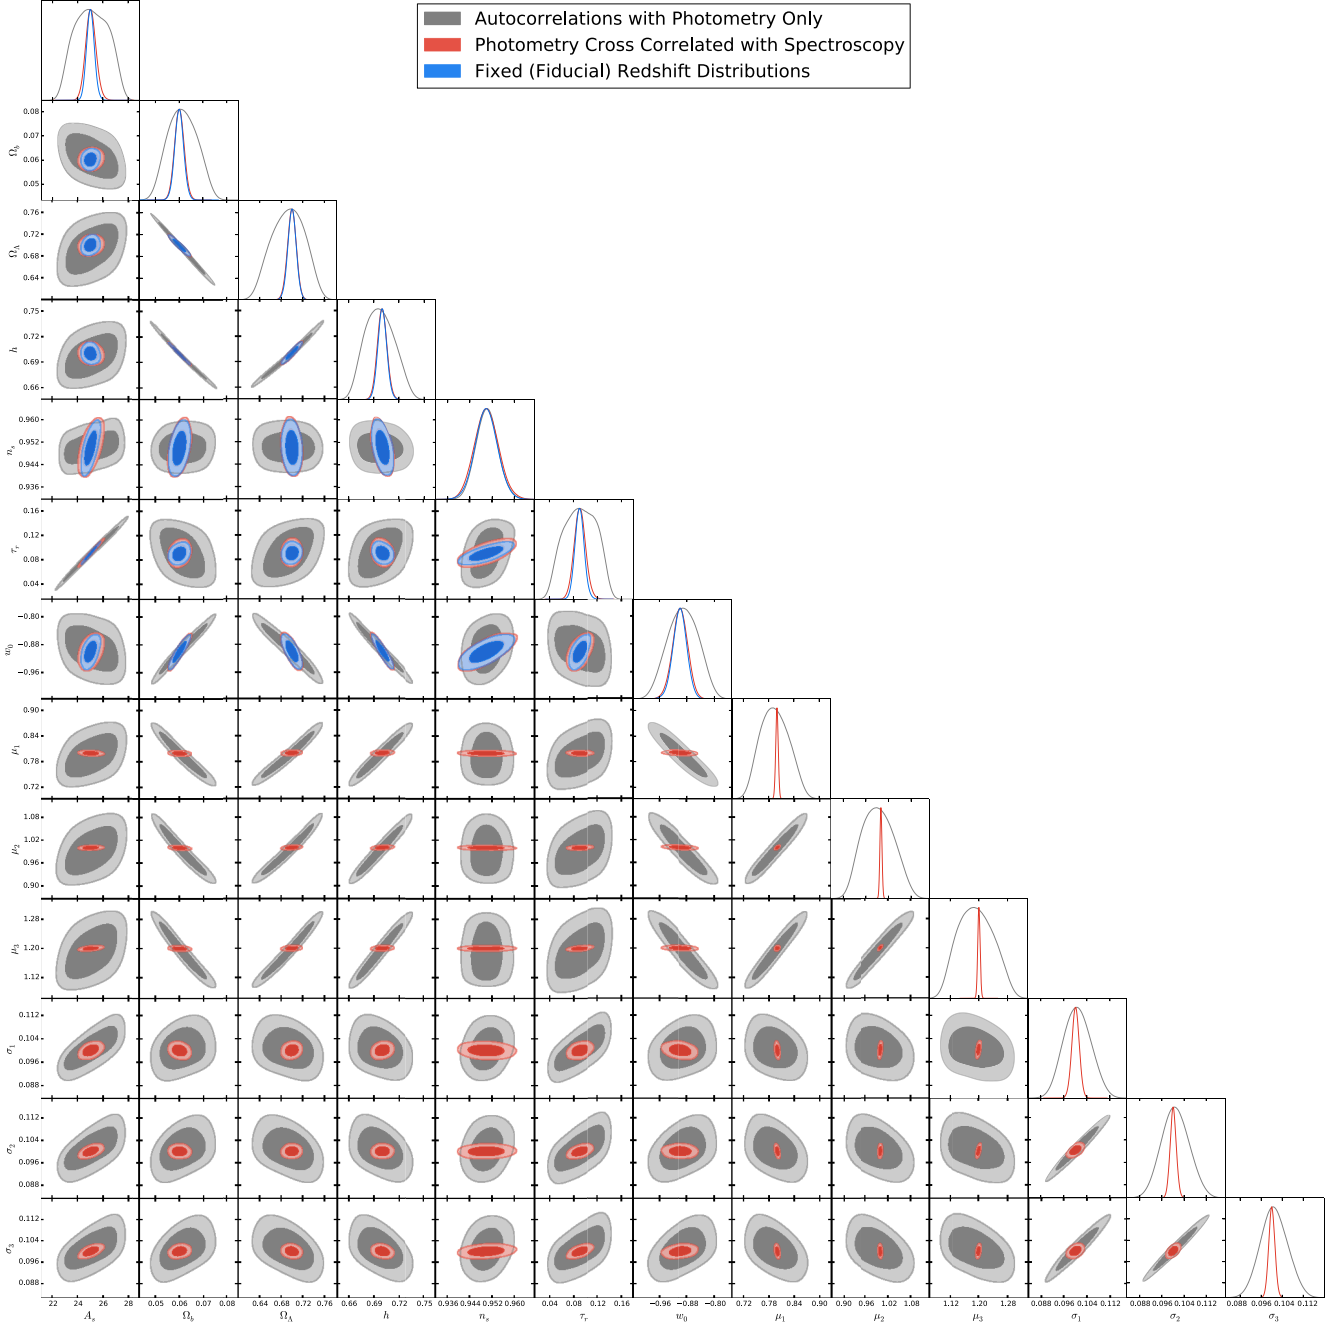 Autocorrelations with Photometry Only
Photometry Cross Correlated with Spectroscopy
Fixed (Fiducial) Redshift Distributions
0.08
0.07
0.06
0.05
Ω_b
0.76
0.72
0.68
0.64
Ω_Λ
0.75
0.72
0.69
0.66
h
0.960
0.952
0.944
0.936
n_s
0.16
0.12
0.08
0.04
τ_r
−0.80
−0.88
−0.96
w_0
0.90
0.84
0.78
0.72
μ_1
1.08
1.02
0.96
0.90
μ_2
1.28
1.20
1.12
μ_3
0.112
0.104
0.096
0.088
σ_1
0.112
0.104
0.096
0.088
σ_2
0.112
0.104
0.096
0.088
σ_3
22 24 26 28 0.05 0.06 0.07 0.08 0.64 0.68 0.72 0.76 0.66 0.69 0.72 0.75 0.936 0.944 0.952 0.960 0.04 0.08 0.12 0.16 −0.96 −0.88 −0.80 0.72 0.78 0.84 0.90 0.90 0.96 1.02 1.08 1.12 1.20 1.28 0.088 0.096 0.104 0.112 0.088 0.096 0.104 0.112 0.088 0.096 0.104 0.112
A_s Ω_b Ω_Λ h n_s τ_r w_0 μ_1 μ_2 μ_3 σ_1 σ_2 σ_3